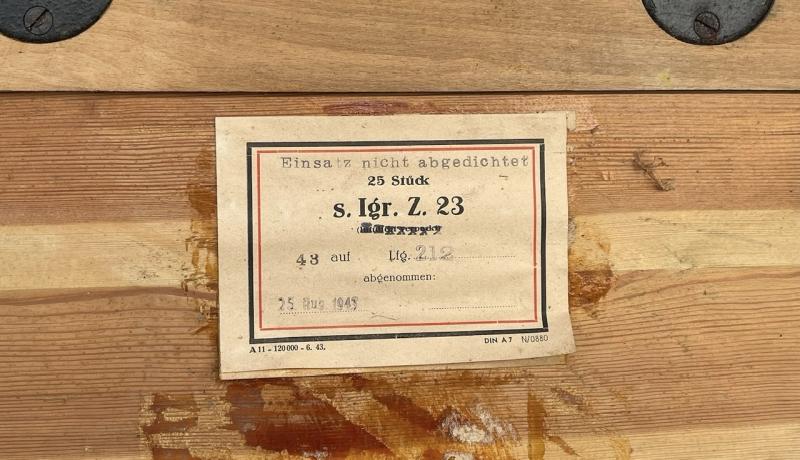 Einsatz nicht abgedichtet
25 Stück
s. Igr. Z. 23
43 auf Lfg. 212
abgenommen:
25 Aug. 1943
A 11 - 120000 - 6. 43.
DIN A 7 N/0880